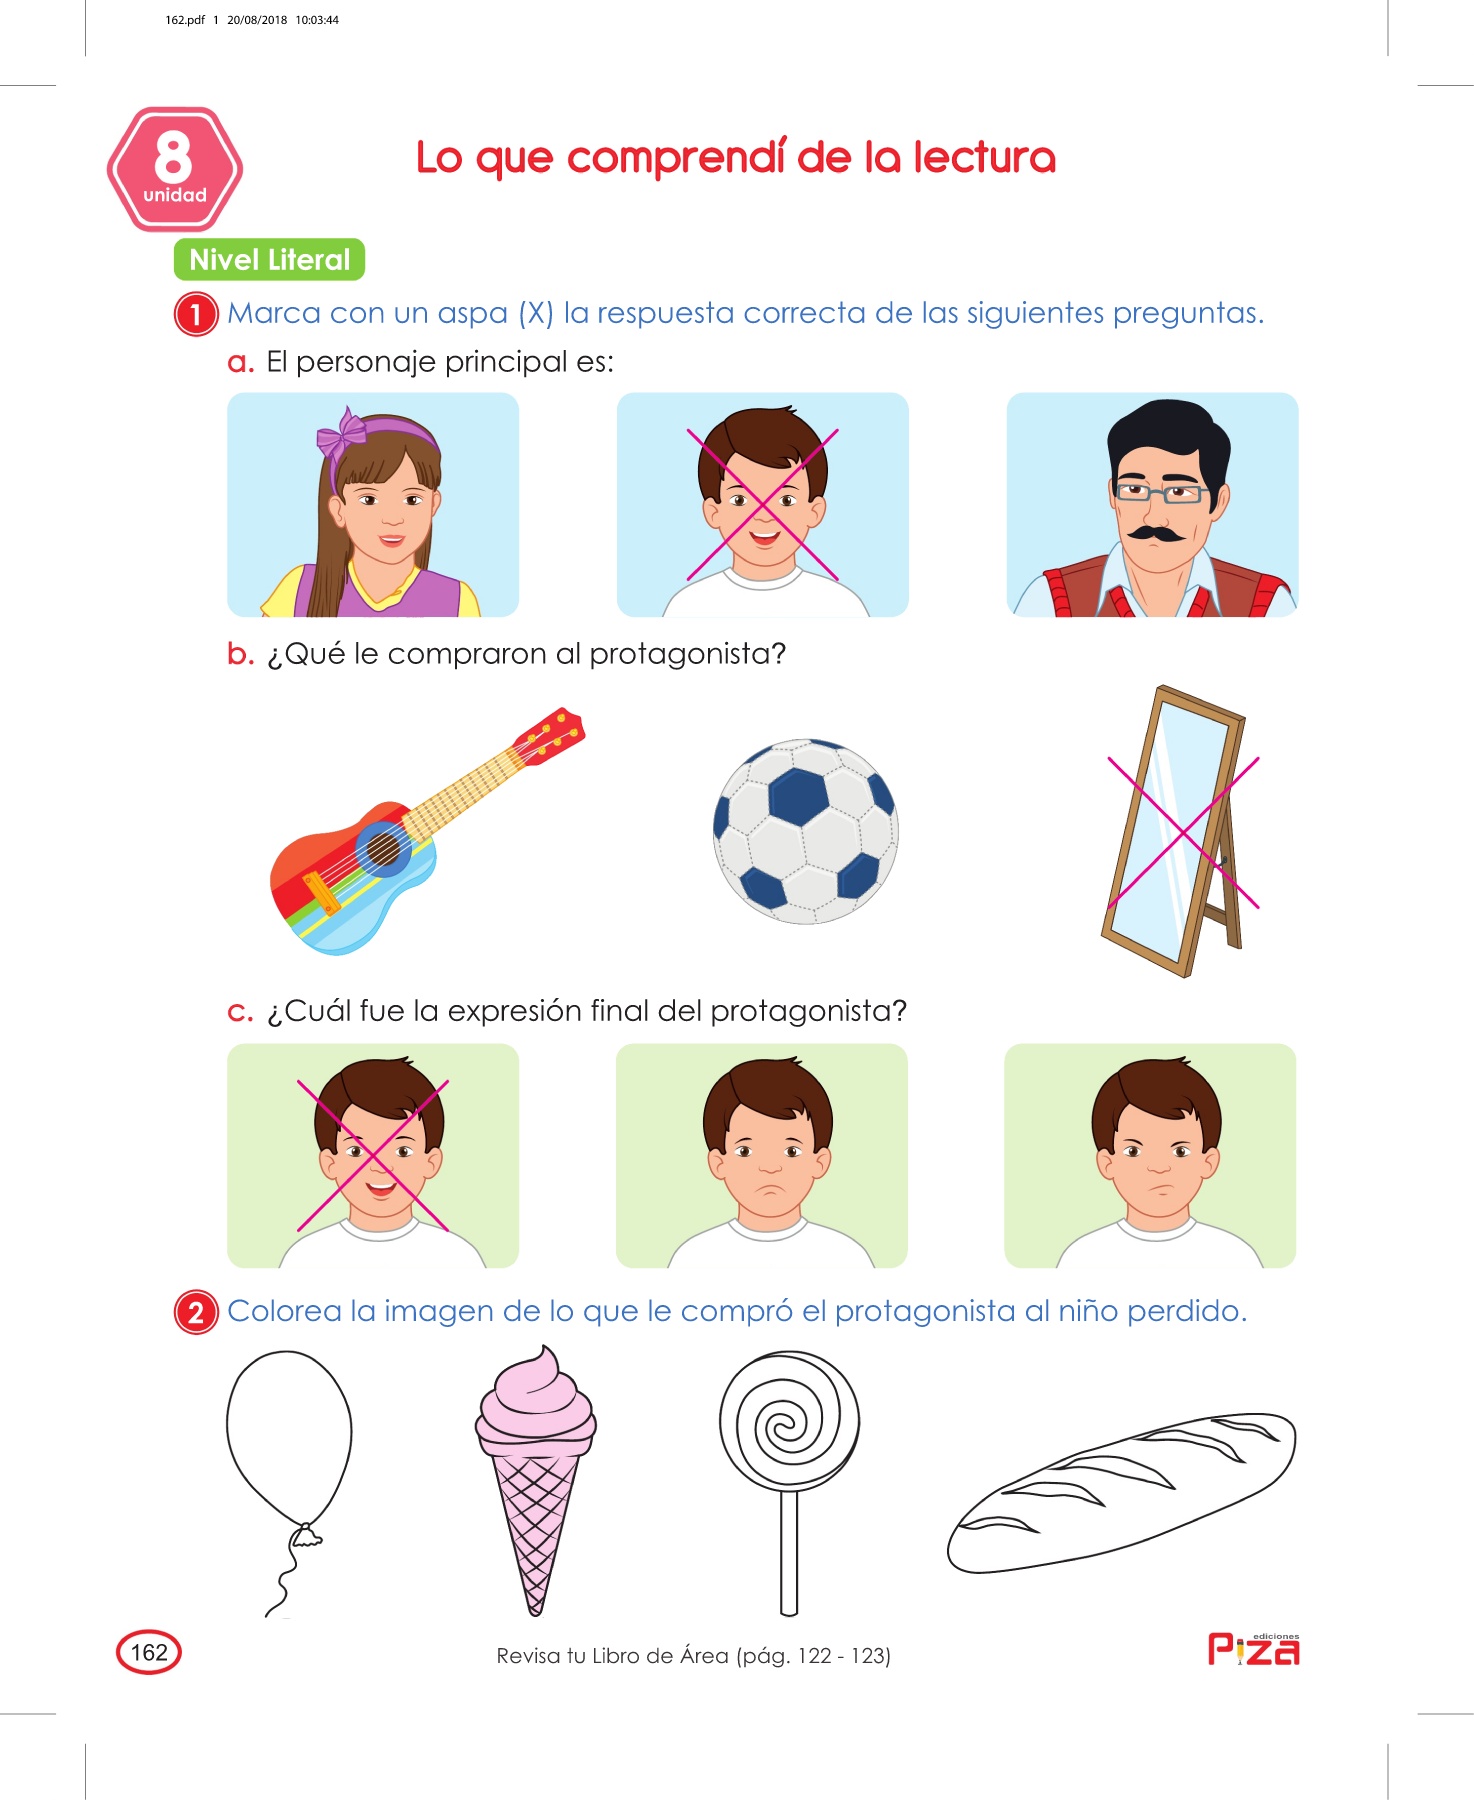 162.pdf 1 20/08/2018 10:03:44
8
unidad
Lo que comprendí de la lectura
Nivel Literal
1 Marca con un aspa (X) la respuesta correcta de las siguientes preguntas.
a. El personaje principal es:
b. ¿Qué le compraron al protagonista?
c. ¿Cuál fue la expresión final del protagonista?
2 Colorea la imagen de lo que le compró el protagonista al niño perdido.
162
Revisa tu Libro de Área (pág. 122 - 123)
ediciones
Piza